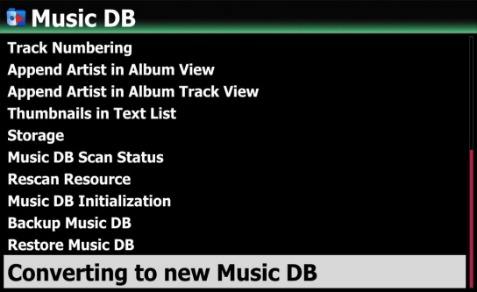 Music DB
Track Numbering
Append Artist in Album View
Append Artist in Album Track View
Thumbnails in Text List
Storage
Music DB Scan Status
Rescan Resource
Music DB Initialization
Backup Music DB
Restore Music DB
Converting to new Music DB